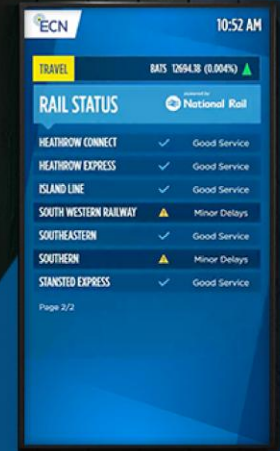 ECN 10:52 AM
TRAVEL BATS 12694.18 (0.004%)
powered by
RAIL STATUS National Rail
HEATHROW CONNECT Good Service
HEATHROW EXPRESS Good Service
ISLAND LINE Good Service
SOUTH WESTERN RAILWAY Minor Delays
SOUTHEASTERN Good Service
SOUTHERN Minor Delays
STANSTED EXPRESS Good Service
Page 2/2